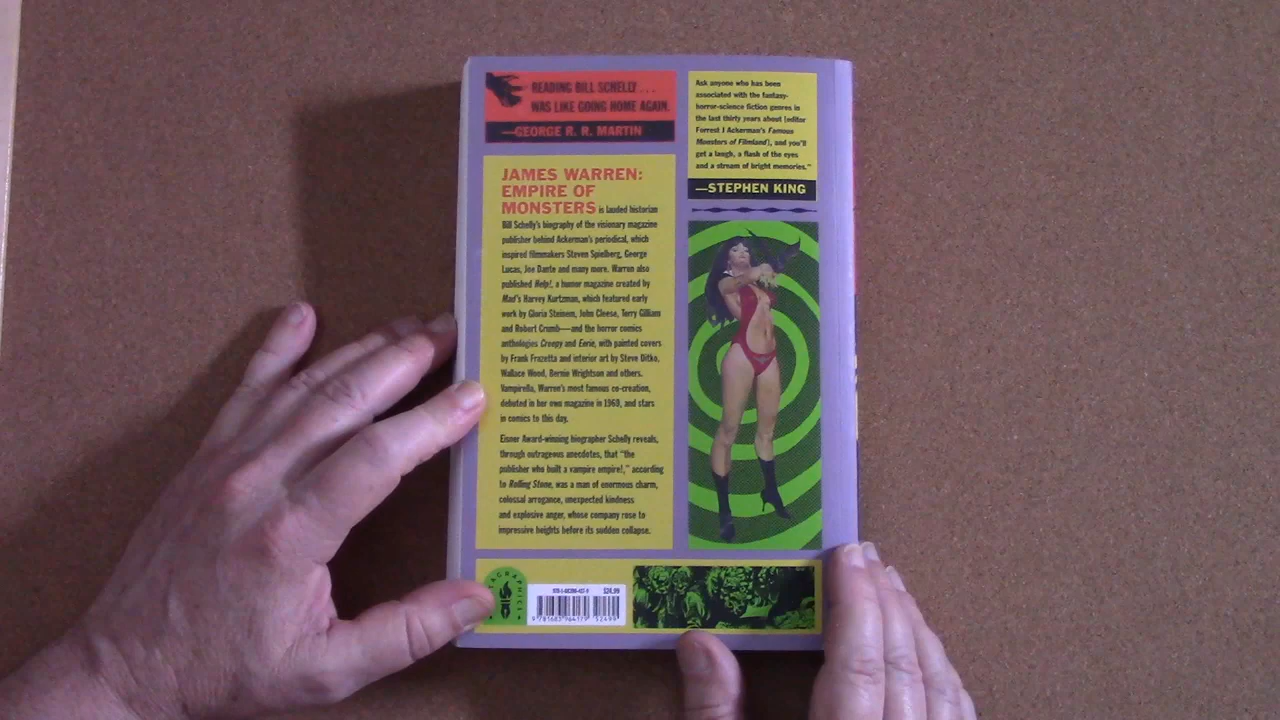 READING BILL SCHELLY . . .
WAS LIKE GOING HOME AGAIN.
—GEORGE R. R. MARTIN
JAMES WARREN:
EMPIRE OF
MONSTERS is lauded historian
Bill Schelly's biography of the visionary magazine
publisher behind Ackerman's periodical, which
inspired filmmakers Steven Spielberg, George
Lucas, Joe Dante and many more. Warren also
published Help!, a humor magazine created by
Mad's Harvey Kurtzman, which featured early
work by Gloria Steinem, John Cleese, Terry Gilliam
and Robert Crumb—and the horror comics
anthologies Creepy and Eerie, with painted covers
by Frank Frazetta and interior art by Steve Ditko,
Wallace Wood, Bernie Wrightson and others.
Vampirella, Warren's most famous co-creation,
debuted in her own magazine in 1969, and stars
in comics to this day.
Eisner Award-winning biographer Schelly reveals,
through outrageous anecdotes, that "the
publisher who built a vampire empire!," according
to Rolling Stone, was a man of enormous charm,
colossal arrogance, unexpected kindness
and explosive anger, whose company rose to
impressive heights before its sudden collapse.
Ask anyone who has been
associated with the fantasy-
horror-science fiction genres in
the last thirty years about [editor
Forrest J Ackerman's Famous
Monsters of Filmland], and you'll
get a laugh, a flash of the eyes
and a stream of bright memories."
—STEPHEN KING
$24.99
9 781683 964179 52499